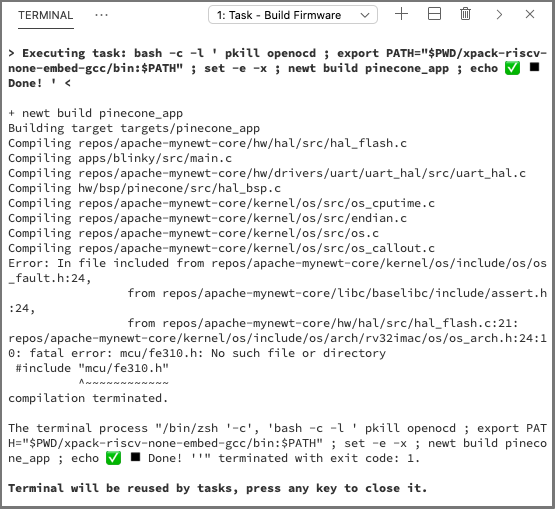 TERMINAL ... 1: Task - Build Firmware
> Executing task: bash -c -l ' pkill openocd ; export PATH="$PWD/xpack-riscv-
none-embed-gcc/bin:$PATH" ; set -e -x ; newt build pinecone_app ; echo ✅ ◾
Done! ' <
+ newt build pinecone_app
Building target targets/pinecone_app
Compiling repos/apache-mynewt-core/hw/hal/src/hal_flash.c
Compiling apps/blinky/src/main.c
Compiling repos/apache-mynewt-core/hw/drivers/uart/uart_hal/src/uart_hal.c
Compiling hw/bsp/pinecone/src/hal_bsp.c
Compiling repos/apache-mynewt-core/kernel/os/src/os_cputime.c
Compiling repos/apache-mynewt-core/kernel/os/src/endian.c
Compiling repos/apache-mynewt-core/kernel/os/src/os.c
Compiling repos/apache-mynewt-core/kernel/os/src/os_callout.c
Error: In file included from repos/apache-mynewt-core/kernel/os/include/os/os
_fault.h:24,
from repos/apache-mynewt-core/libc/baselibc/include/assert.h
:24,
from repos/apache-mynewt-core/hw/hal/src/hal_flash.c:21:
repos/apache-mynewt-core/kernel/os/include/os/arch/rv32imac/os/os_arch.h:24:1
0: fatal error: mcu/fe310.h: No such file or directory
#include "mcu/fe310.h"
^~~~~~~~~~~~~
compilation terminated.
The terminal process "/bin/zsh '-c', 'bash -c -l ' pkill openocd ; export PAT
H="$PWD/xpack-riscv-none-embed-gcc/bin:$PATH" ; set -e -x ; newt build pineco
ne_app ; echo ✅ ◾ Done! ''" terminated with exit code: 1.
Terminal will be reused by tasks, press any key to close it.